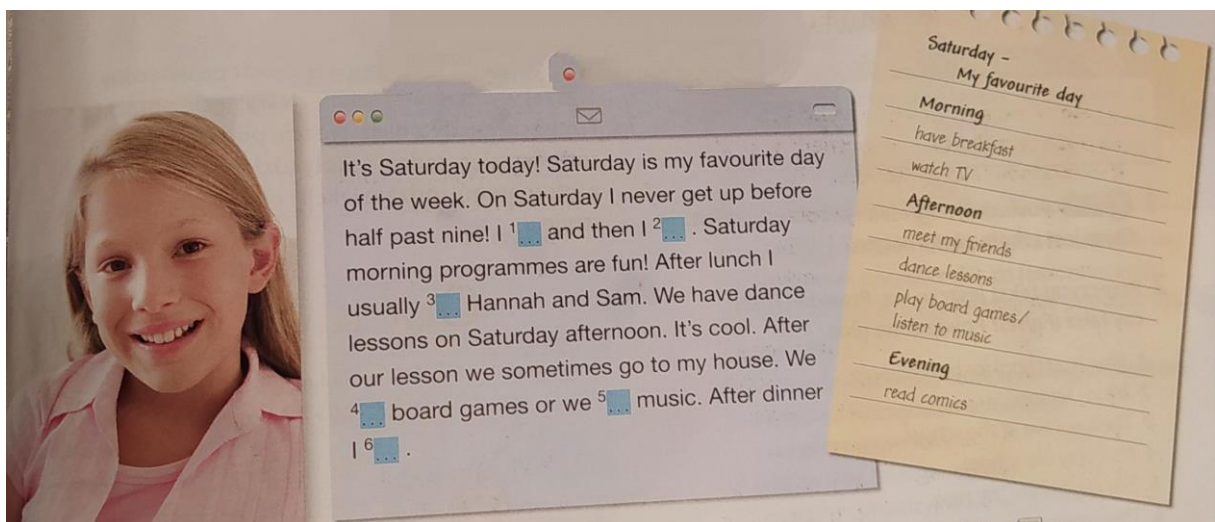 It's Saturday today! Saturday is my favourite day
of the week. On Saturday I never get up before
half past nine! I 1... and then I 2... . Saturday
morning programmes are fun! After lunch I
usually 3... Hannah and Sam. We have dance
lessons on Saturday afternoon. It's cool. After
our lesson we sometimes go to my house. We
4... board games or we 5... music. After dinner
I 6... .
Saturday –
My favourite day
Morning
have breakfast
watch TV
Afternoon
meet my friends
dance lessons
play board games/
listen to music
Evening
read comics